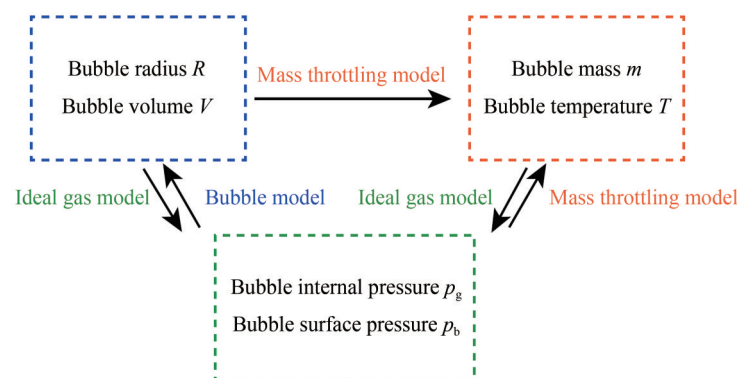 Bubble radius R
Bubble volume V
Mass throttling model
Bubble mass m
Bubble temperature T
Ideal gas model
Bubble model
Ideal gas model
Mass throttling model
Bubble internal pressure pg
Bubble surface pressure pb